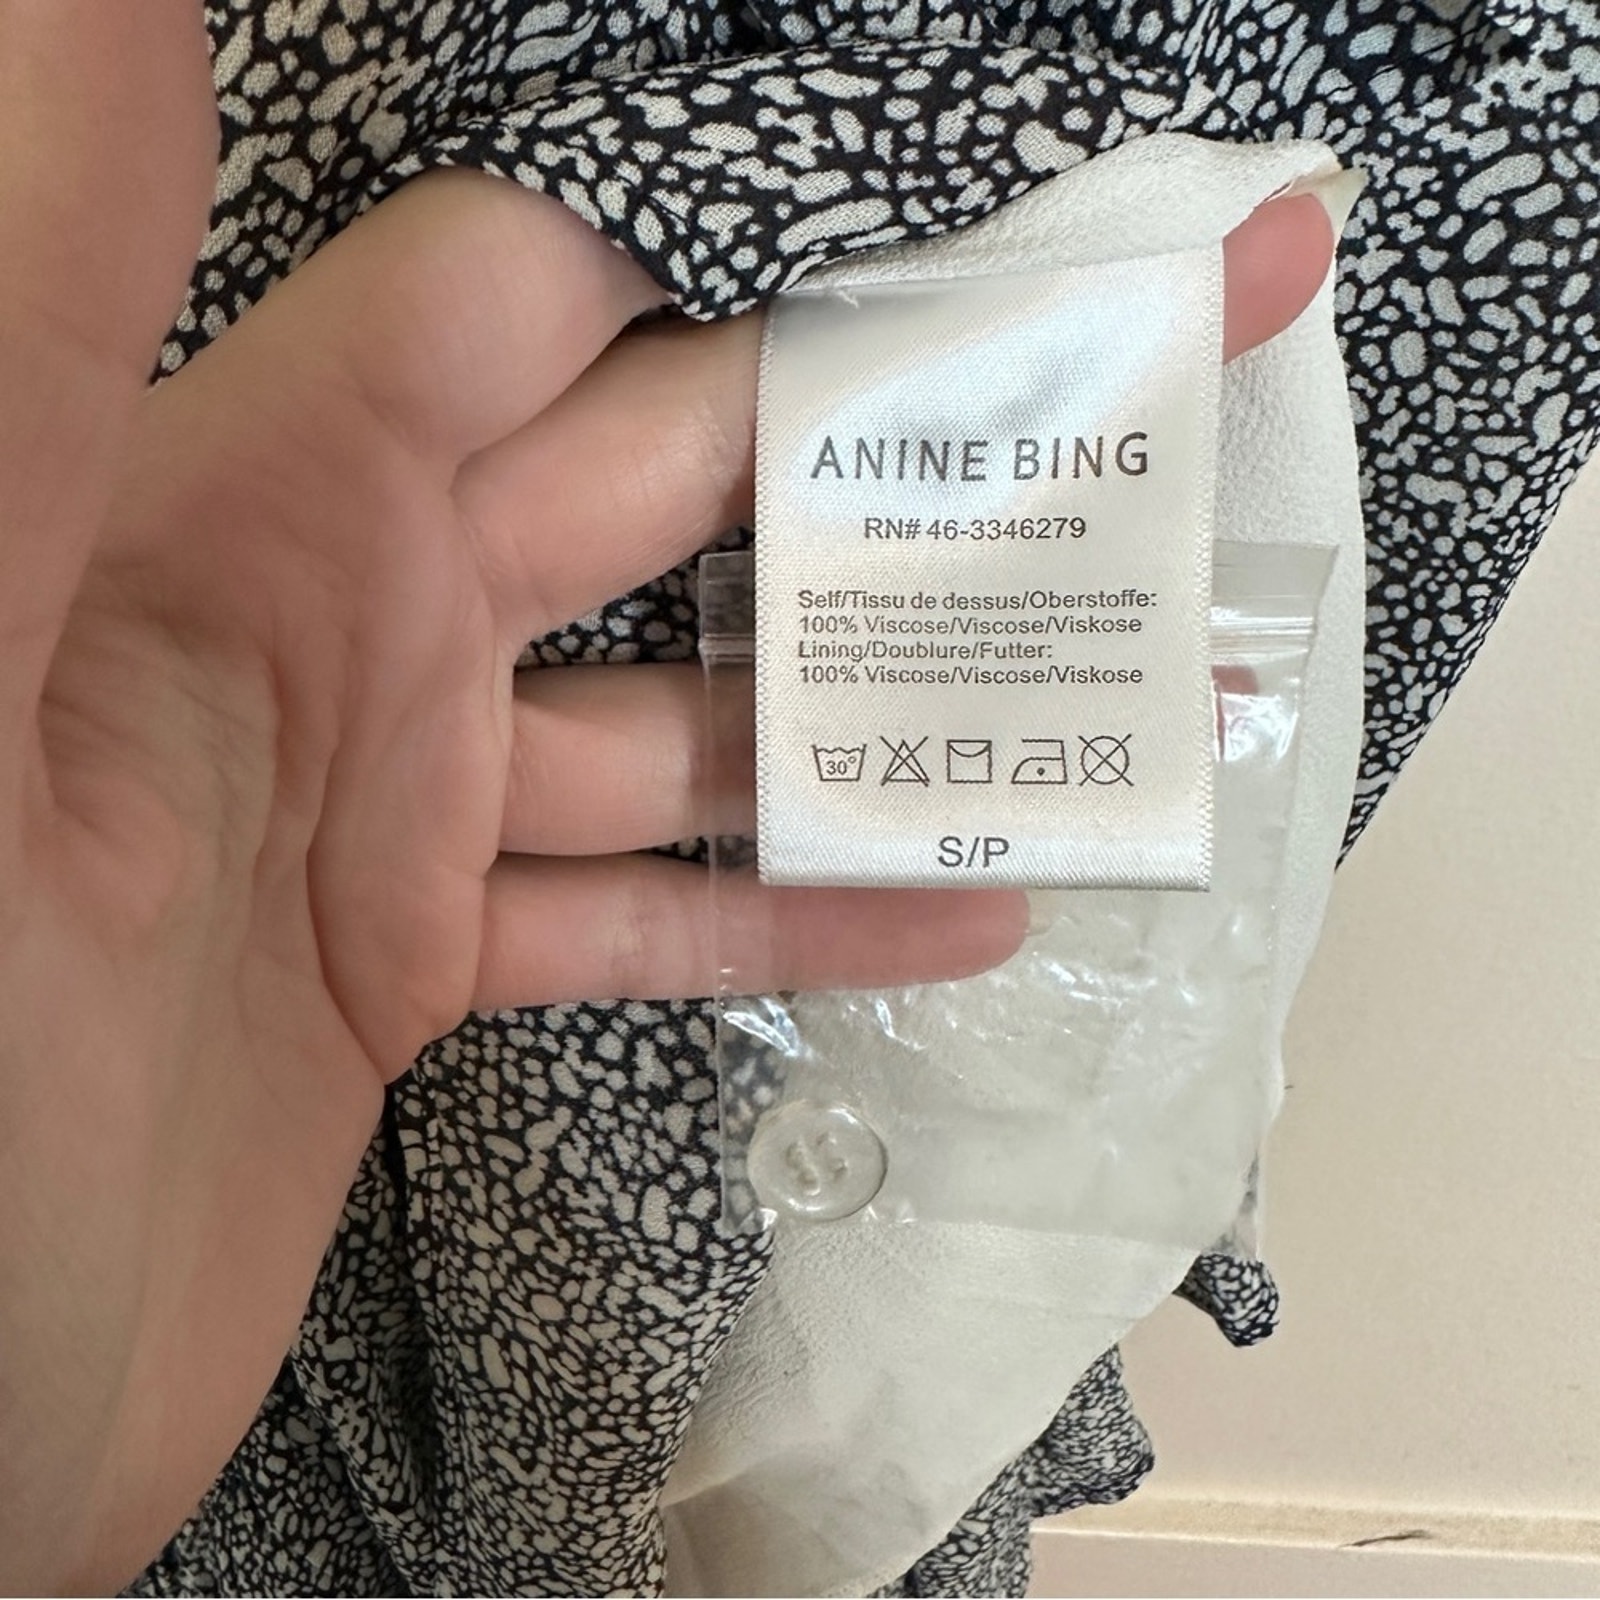 ANINE BING
RN# 46-3346279
Self/Tissu de dessus/Oberstoffe:
100% Viscose/Viscose/Viskose
Lining/Doublure/Futter:
100% Viscose/Viscose/Viskose
30°
S/P